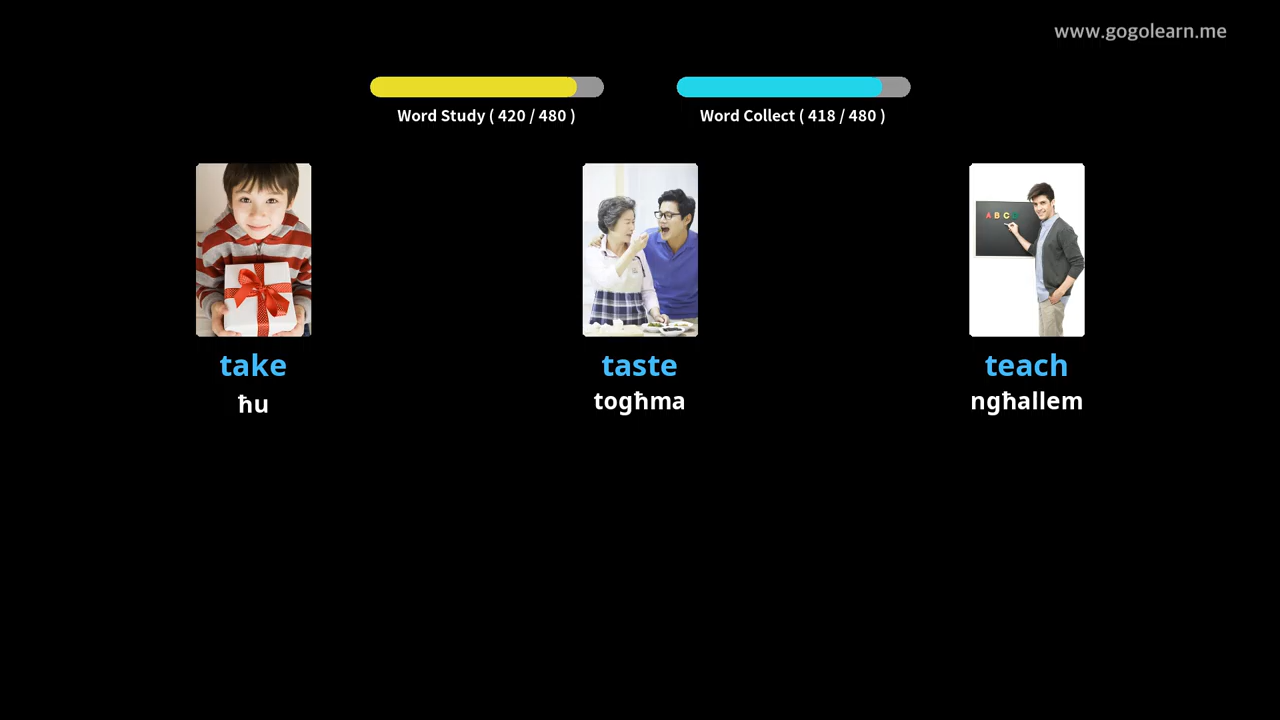 www.gogolearn.me
Word Study ( 420 / 480 )
Word Collect ( 418 / 480 )
A B C
take
taste
teach
ħu
togħma
ngħallem